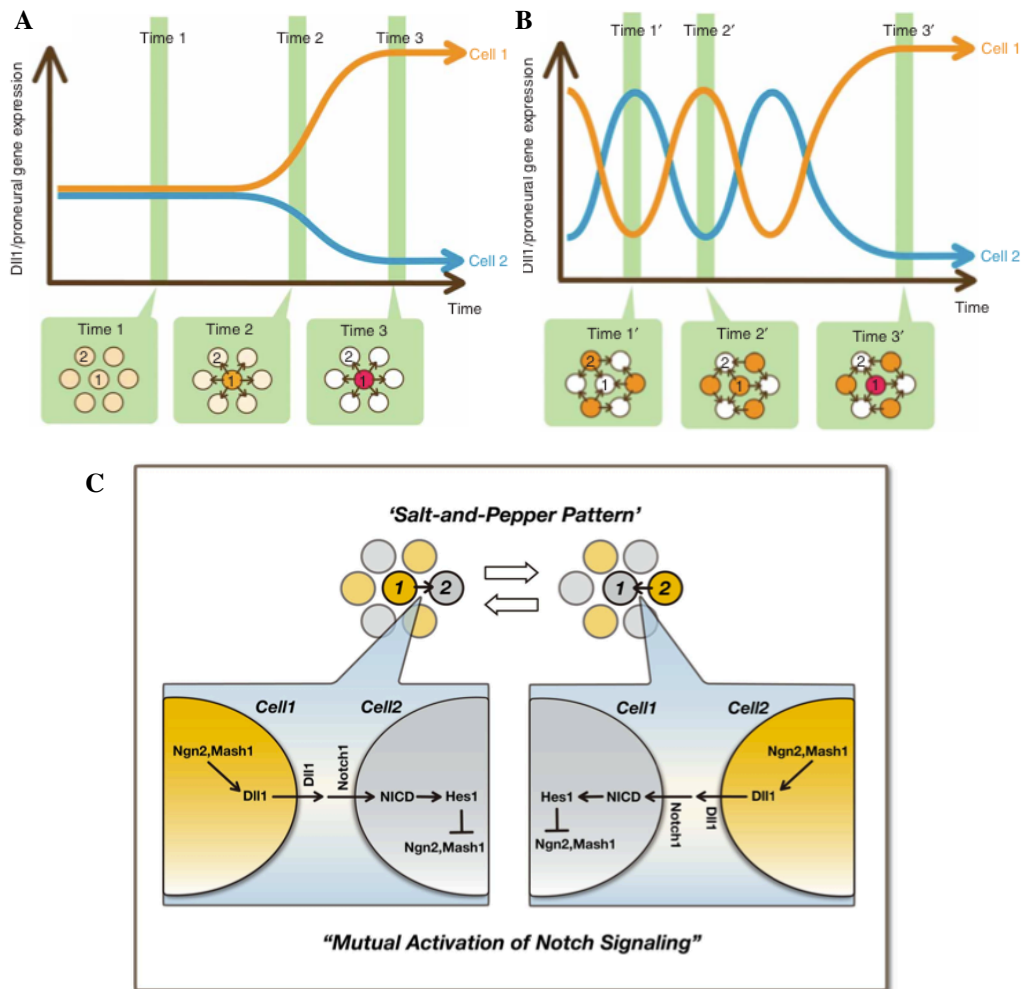 A
Time 1
Time 2
Time 3
Cell 1
Dll1/proneural gene expression
Cell 2
Time
Time 1
2
1
Time 2
2
1
Time 3
2
1
B
Time 1′
Time 2′
Time 3′
Cell 1
Dll1/proneural gene expression
Cell 2
Time
Time 1′
2
1
Time 2′
2
1
Time 3′
2
1
C
‘Salt-and-Pepper Pattern’
1 2
1 2
Cell1 Cell2
Ngn2,Mash1
Dll1
Dll1
Notch1
NICD
Hes1
Ngn2,Mash1
Cell1 Cell2
Ngn2,Mash1
Hes1
NICD
Notch1
Dll1
Dll1
Ngn2,Mash1
“Mutual Activation of Notch Signaling”